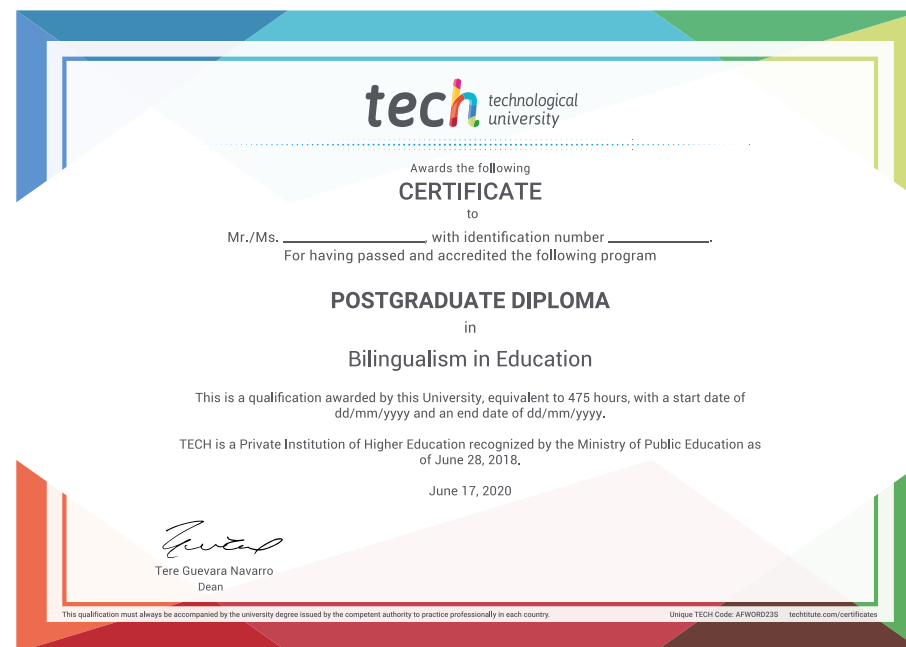 tech technological
university
Awards the following
CERTIFICATE
to
Mr./Ms. ____________________, with identification number ______________.
For having passed and accredited the following program
POSTGRADUATE DIPLOMA
in
Bilingualism in Education
This is a qualification awarded by this University, equivalent to 475 hours, with a start date of
dd/mm/yyyy and an end date of dd/mm/yyyy.
TECH is a Private Institution of Higher Education recognized by the Ministry of Public Education as
of June 28, 2018.
June 17, 2020
Tere Guevara Navarro
Dean
This qualification must always be accompanied by the university degree issued by the competent authority to practice professionally in each country.
Unique TECH Code: AFWORD23S techtitute.com/certificates